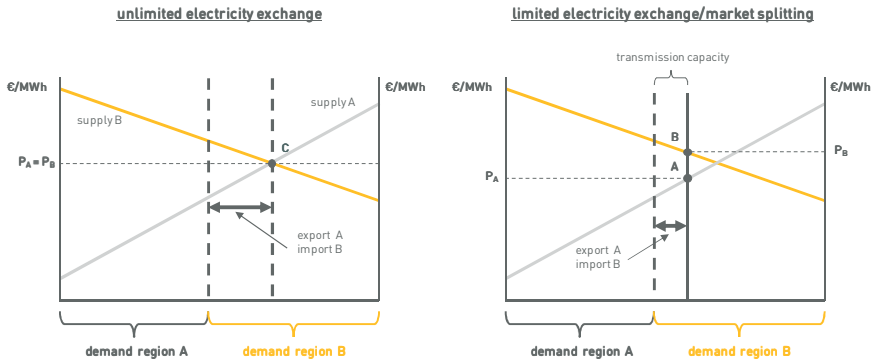 unlimited electricity exchange
€/MWh
€/MWh
supply A
supply B
C
PA = PB
export A
import B
demand region A
demand region B
limited electricity exchange/market splitting
transmission capacity
€/MWh
€/MWh
B
PB
A
PA
export A
import B
demand region A
demand region B